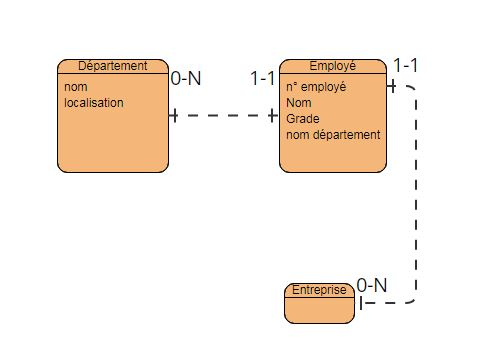 Département
nom
localisation
0-N
1-1
Employé
n° employé
Nom
Grade
nom département
1-1
Entreprise
0-N